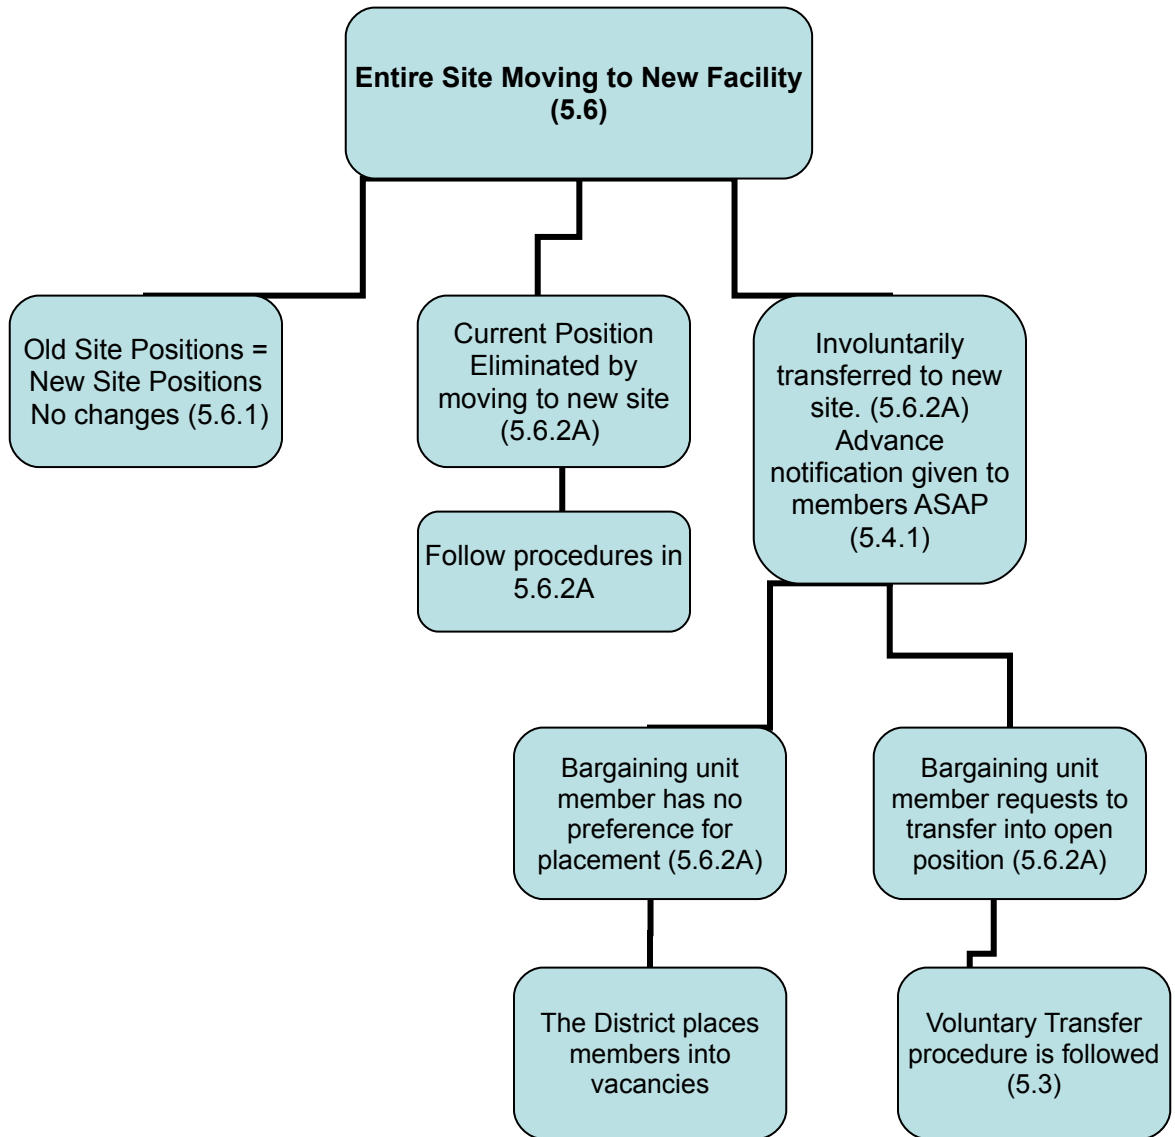 Entire Site Moving to New Facility
(5.6)
Old Site Positions =
New Site Positions
No changes (5.6.1)
Current Position
Eliminated by
moving to new site
(5.6.2A)
Involuntarily
transferred to new
site. (5.6.2A)
Advance
notification given to
members ASAP
(5.4.1)
Follow procedures in
5.6.2A
Bargaining unit
member has no
preference for
placement (5.6.2A)
Bargaining unit
member requests to
transfer into open
position (5.6.2A)
The District places
members into
vacancies
Voluntary Transfer
procedure is followed
(5.3)